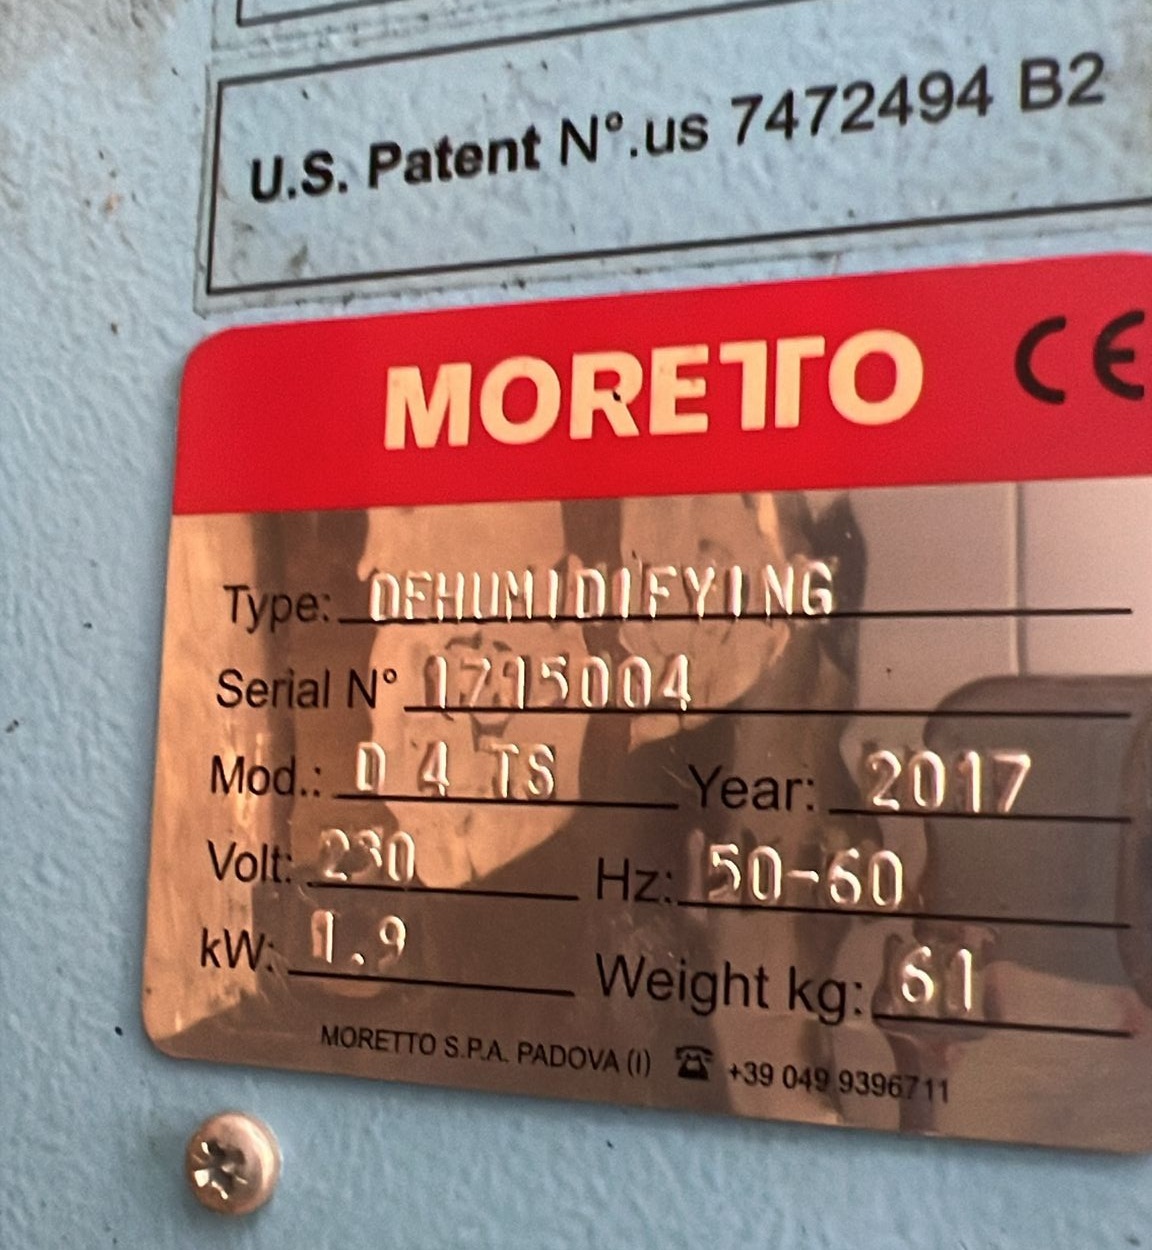 U.S. Patent N°.us 7472494 B2
MORETTO CE
Type: DEHUMIDIFYING
Serial N° 1715004
Mod.: D 4 TS Year: 2017
Volt: 230 Hz: 50-60
kW: 1.9 Weight kg: 61
MORETTO S.P.A. PADOVA (I) ☎ +39 049 9396711